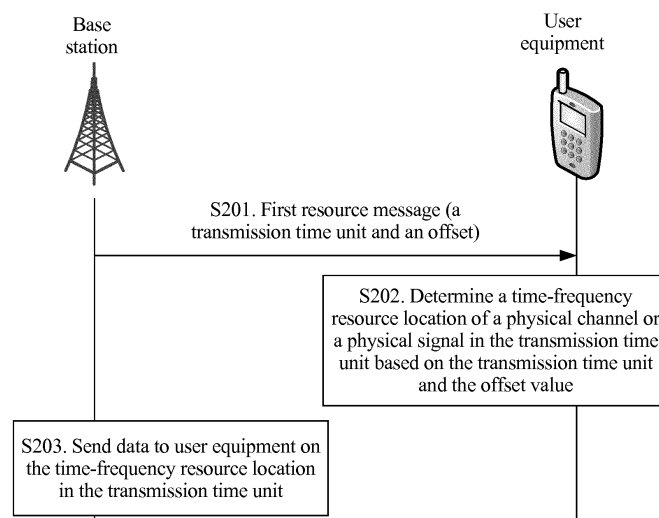 Base
station
User
equipment
S201. First resource message (a
transmission time unit and an offset)
S202. Determine a time-frequency
resource location of a physical channel or
a physical signal in the transmission time
unit based on the transmission time unit
and the offset value
S203. Send data to user equipment on
the time-frequency resource location
in the transmission time unit